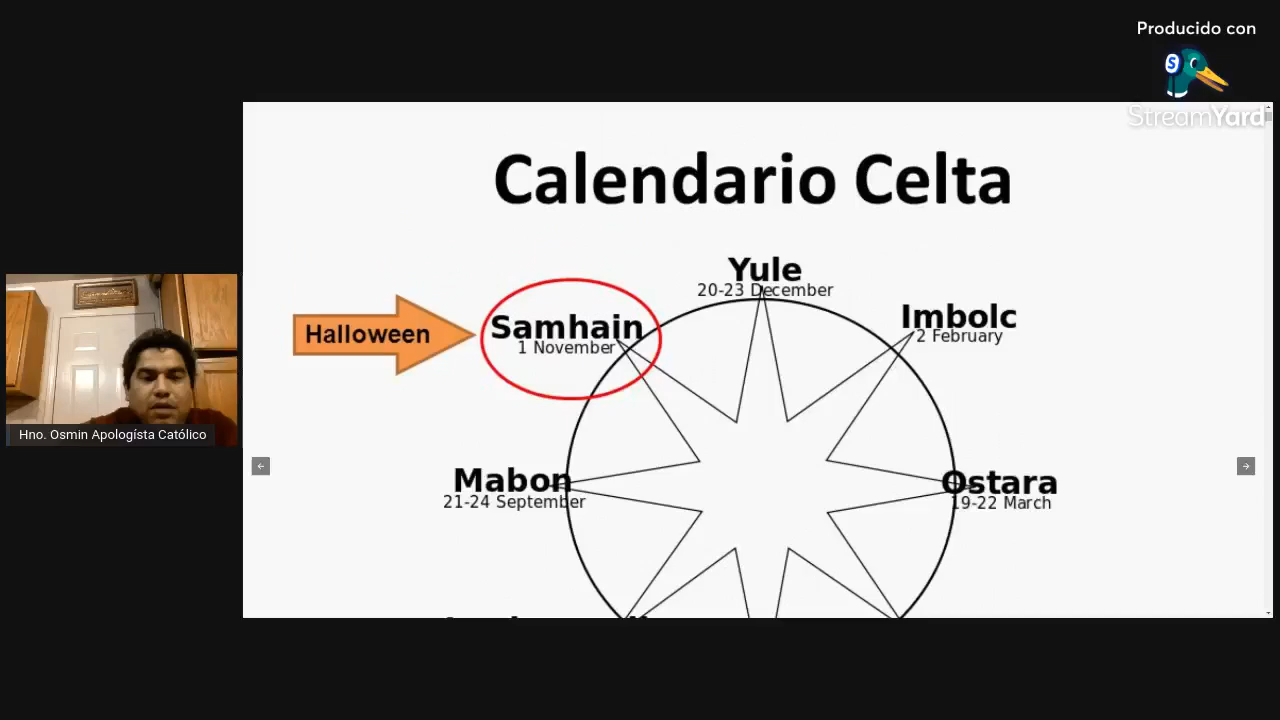 Producido con
S
StreamYard
Calendario Celta
Yule
20-23 December
Imbolc
2 February
Halloween
Samhain
1 November
Hno. Osmin Apologísta Católico
Mabon
21-24 September
Ostara
19-22 March